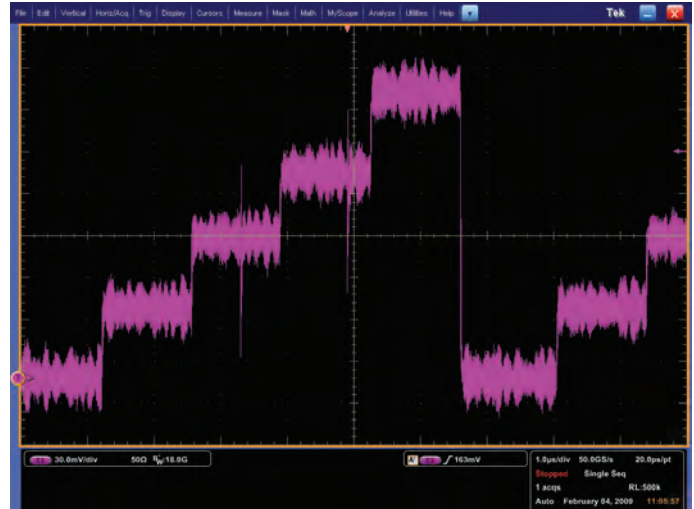 File Edit Vertical Horiz/Acq Trig Display Cursors Measure Mask Math MyScope Analyze Utilities Help Tek
30.0mV/div 50Ω BW:18.0G
A' C3 / 163mV
1.0µs/div 50.0GS/s 20.0ps/pt
Stopped Single Seq
1 acqs RL:500k
Auto February 04, 2009 11:05:57